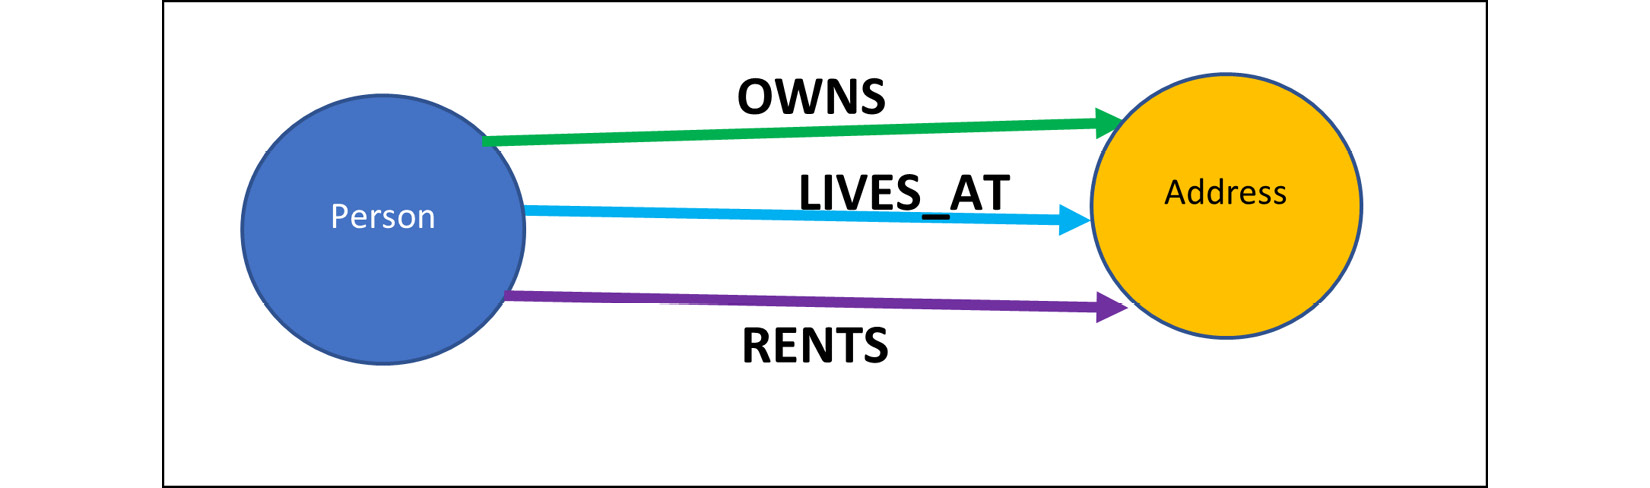 OWNS
LIVES_AT
Person
Address
RENTS